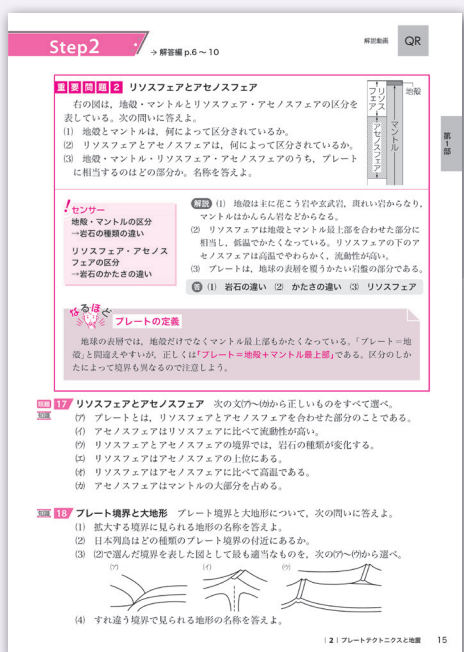 Step2
→ 解答編 p.6 ～ 10
解説動画
QR
第1部
重要問題 2 リソスフェアとアセノスフェア
右の図は，地殻・マントルとリソスフェア・アセノスフェアの区分を
表している。次の問いに答えよ。
(1) 地殻とマントルは，何によって区分されているか。
(2) リソスフェアとアセノスフェアは，何によって区分されているか。
(3) 地殻・マントル・リソスフェア・アセノスフェアのうち，プレート
に相当するのはどの部分か。名称を答えよ。
リソスフェア
アセノスフェア
地殻
マントル
センサー
地殻・マントルの区分
→岩石の種類の違い
リソスフェア・アセノス
フェアの区分
→岩石のかたさの違い
解説 (1) 地殻は主に花こう岩や玄武岩，斑れい岩からなり，
マントルはかんらん岩などからなる。
(2) リソスフェアは地殻とマントル最上部を合わせた部分に
相当し，低温でかたくなっている。リソスフェアの下のア
セノスフェアは高温でやわらかく，流動性が高い。
(3) プレートは，地球の表層を覆うかたい岩盤の部分である。
答 (1) 岩石の違い (2) かたさの違い (3) リソスフェア
なるほど
プレートの定義
地球の表層では，地殻だけでなくマントル最上部もかたくなっている。「プレート＝地
殻」と間違えやすいが，正しくは「プレート＝地殻＋マントル最上部」である。区分のしか
たによって境界も異なるので注意しよう。
17 リソスフェアとアセノスフェア 次の文(ア)～(カ)から正しいものをすべて選べ。
(ア) プレートとは，リソスフェアとアセノスフェアを合わせた部分のことである。
(イ) アセノスフェアはリソスフェアに比べて流動性が高い。
(ウ) リソスフェアとアセノスフェアの境界では，岩石の種類が変化する。
(エ) リソスフェアはアセノスフェアの上位にある。
(オ) リソスフェアはアセノスフェアに比べて高温である。
(カ) アセノスフェアはマントルの大部分を占める。
18 プレート境界と大地形 プレート境界と大地形について，次の問いに答えよ。
(1) 拡大する境界に見られる地形の名称を答えよ。
(2) 日本列島はどの種類のプレート境界の付近にあるか。
(3) (2)で選んだ境界を表した図として最も適当なものを，次の(ア)～(ウ)から選べ。
(ア)
(イ)
(ウ)
(4) すれ違う境界で見られる地形の名称を答えよ。
| 2 | プレートテクトニクスと地震 15